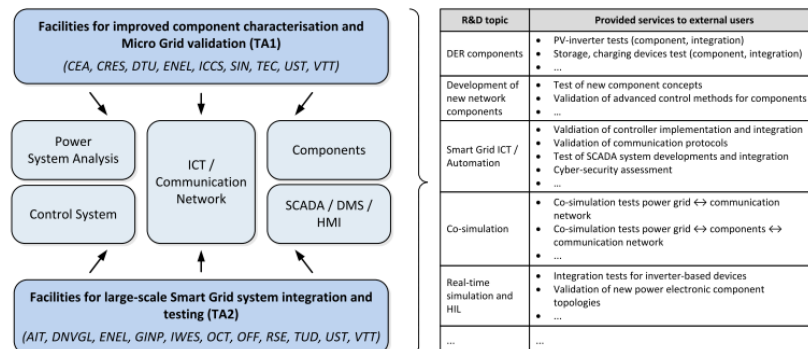 Facilities for improved component characterisation and
Micro Grid validation (TA1)
(CEA, CRES, DTU, ENEL, ICCS, SIN, TEC, UST, VTT)
Power
System Analysis
Control System
ICT /
Communication
Network
Components
SCADA / DMS /
HMI
Facilities for large-scale Smart Grid system integration and
testing (TA2)
(AIT, DNVGL, ENEL, GINP, IWES, OCT, OFF, RSE, TUD, UST, VTT)
R&D topic
Provided services to external users
DER components
• PV-inverter tests (component, integration)
• Storage, charging devices test (component, integration)
• ...
Development of
new network
components
• Test of new component concepts
• Validation of advanced control methods for components
• ...
Smart Grid ICT /
Automation
• Valdiation of controller implementation and integration
• Validation of communication protocols
• Test of SCADA system developments and integration
• Cyber-security assessment
• ...
Co-simulation
• Co-simulation tests power grid ↔ communication
network
• Co-simulation tests power grid ↔ components ↔
communication network
• ...
Real-time
simulation and
HIL
• Integration tests for inverter-based devices
• Validation of new power electronic component
topologies
• ...
...
...